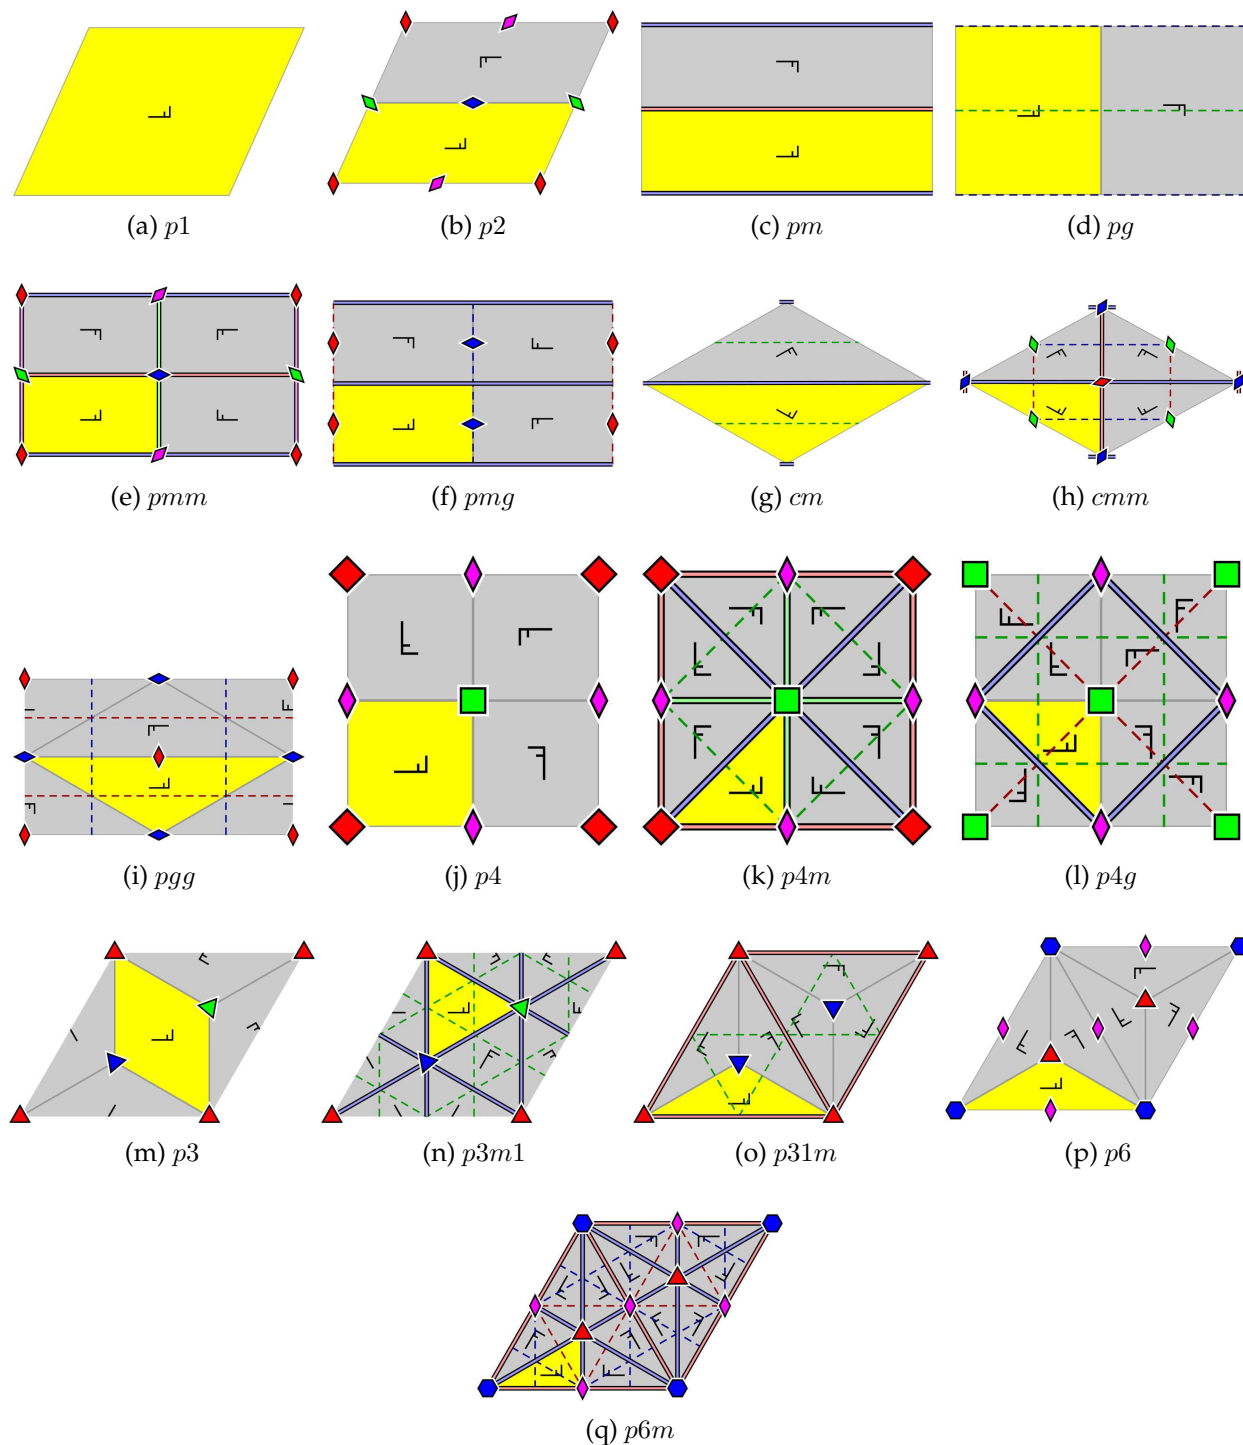 (a) p1
(b) p2
(c) pm
(d) pg
(e) pmm
(f) pmg
(g) cm
(h) cmm
(i) pgg
(j) p4
(k) p4m
(l) p4g
(m) p3
(n) p3m1
(o) p31m
(p) p6
(q) p6m